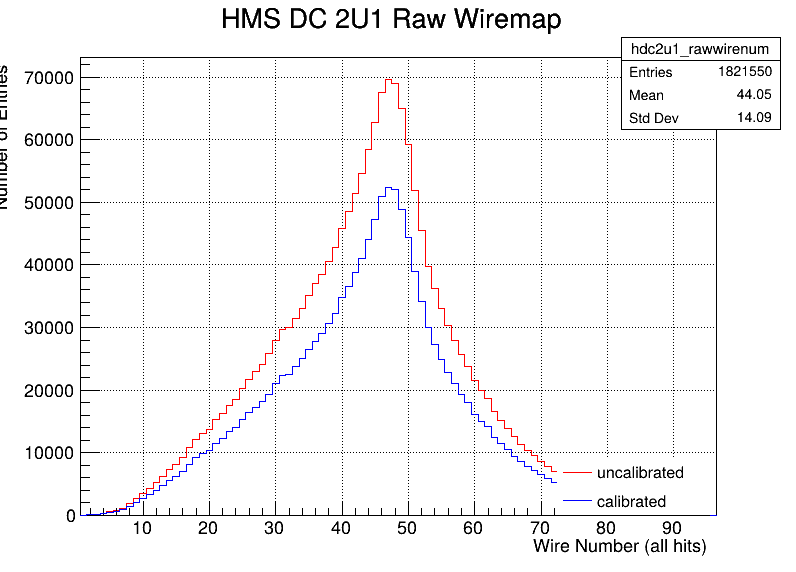 HMS DC 2U1 Raw Wiremap
hdc2u1_rawwirenum
Entries 1821550
Mean 44.05
Std Dev 14.09
Number of Entries
70000
60000
50000
40000
30000
20000
10000
0
uncalibrated
calibrated
10 20 30 40 50 60 70 80 90
Wire Number (all hits)